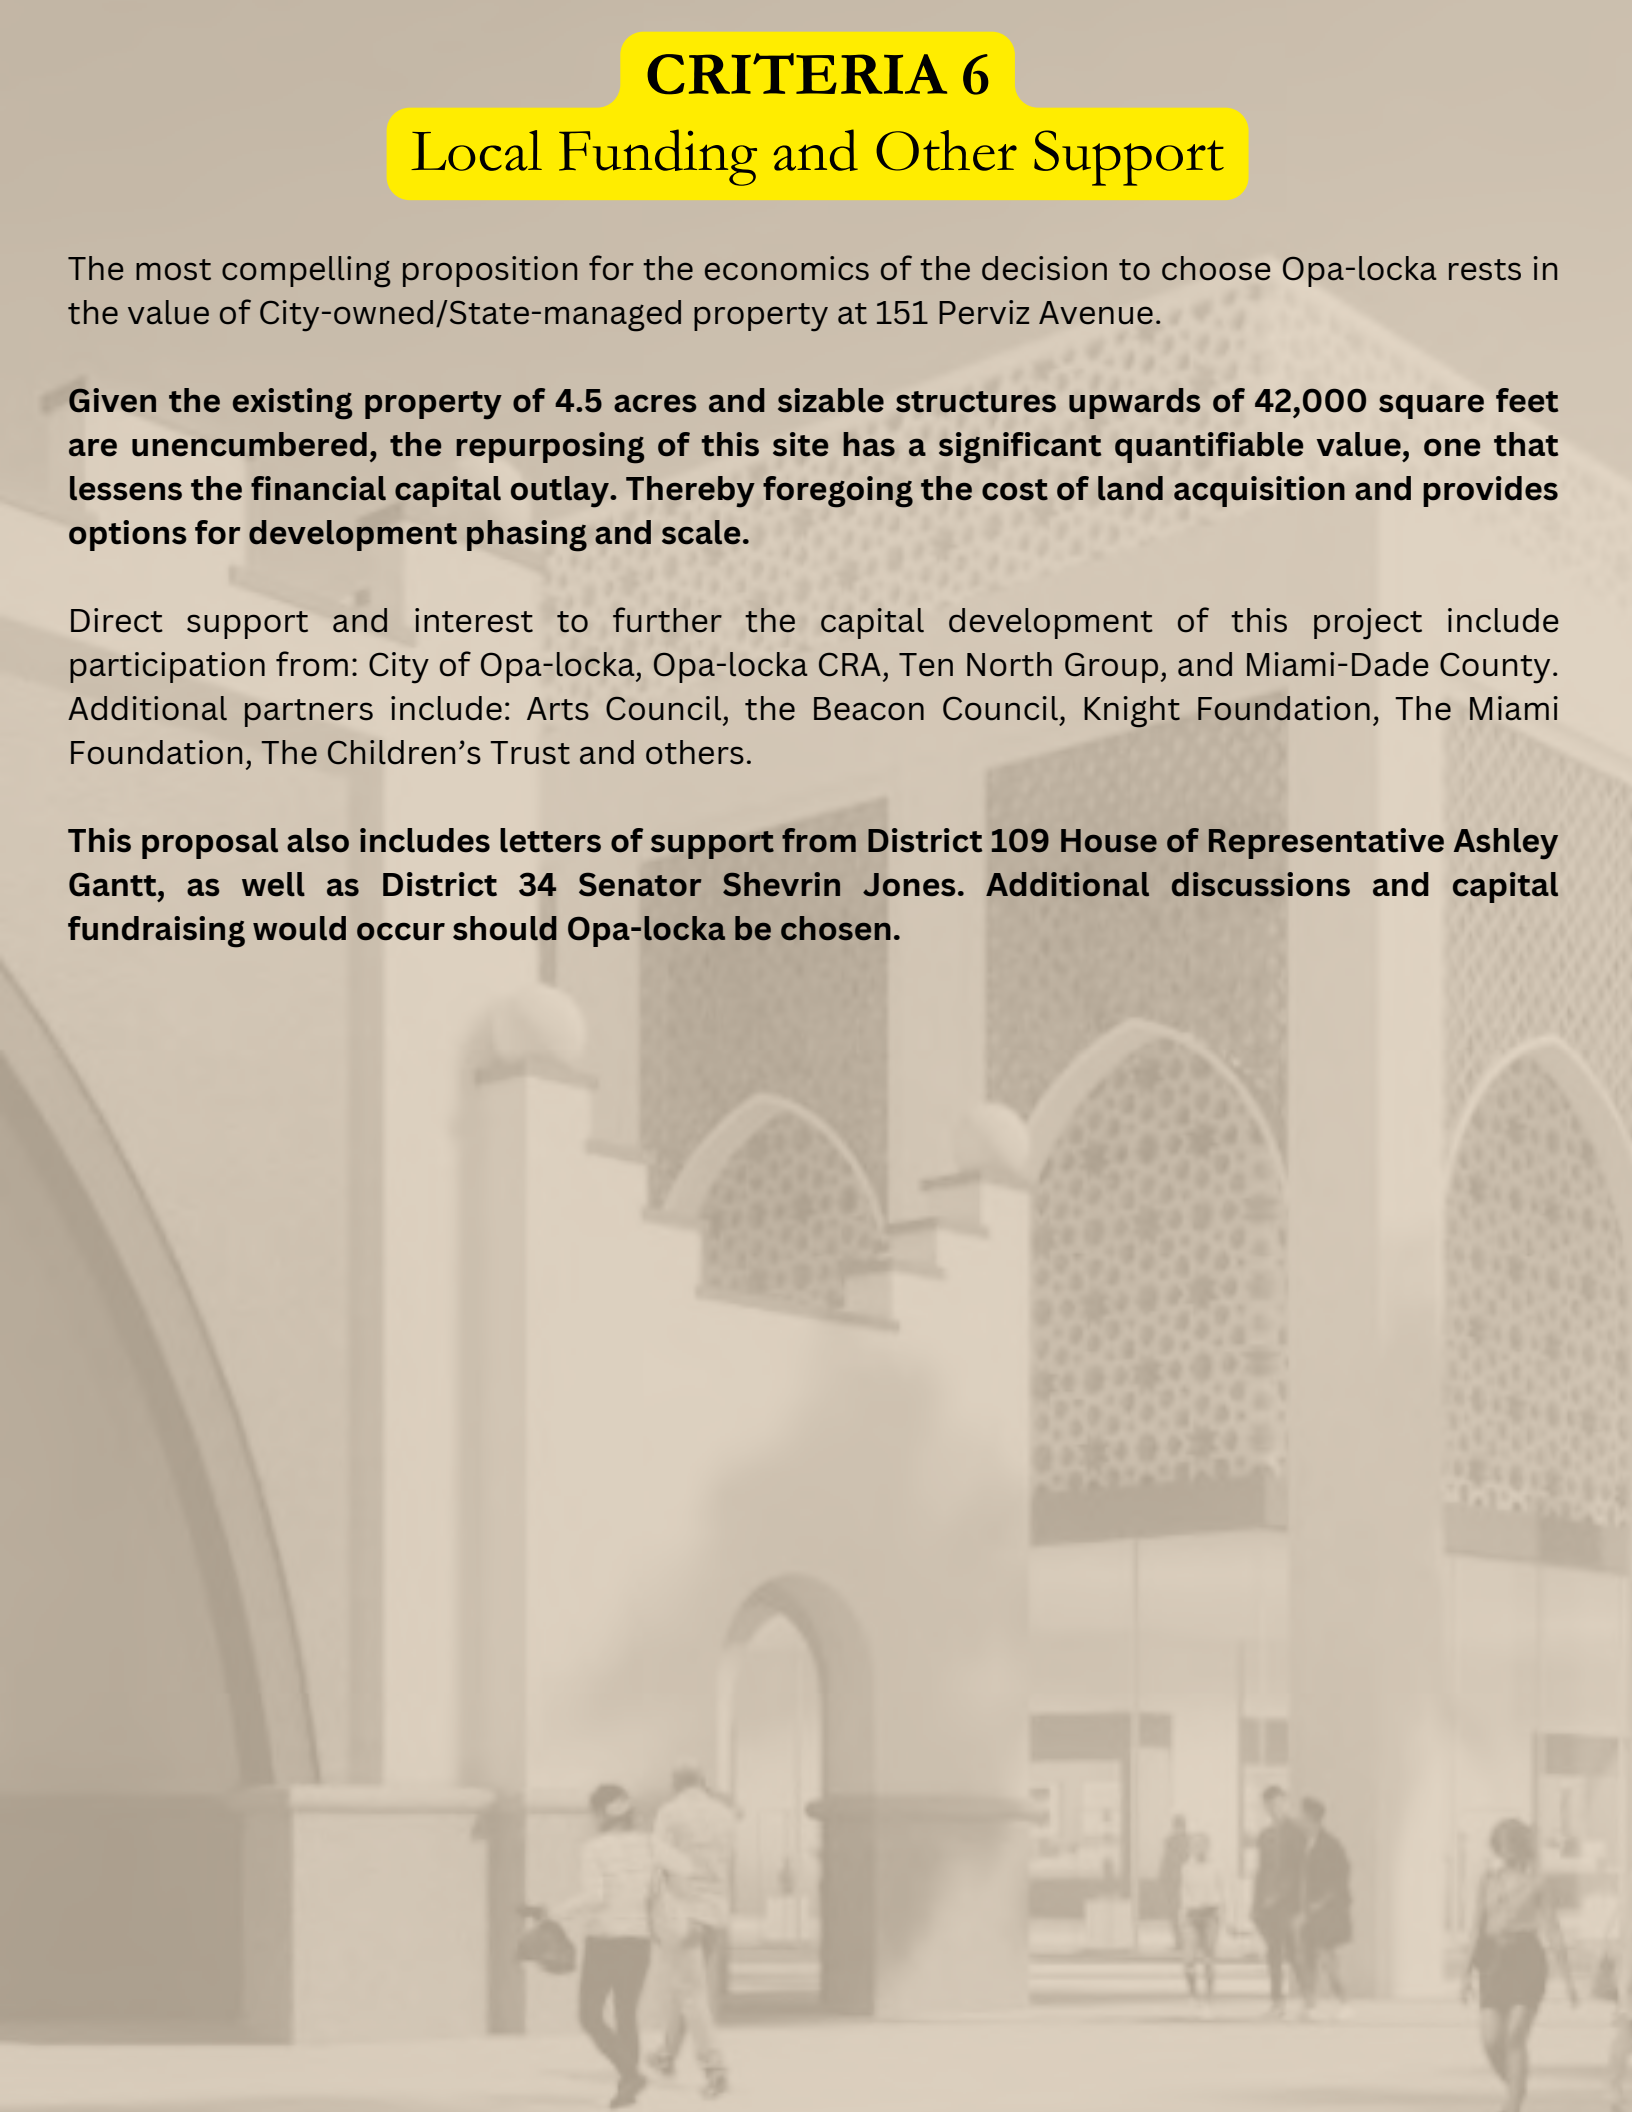 CRITERIA 6
Local Funding and Other Support
The most compelling proposition for the economics of the decision to choose Opa-locka rests in
the value of City-owned/State-managed property at 151 Perviz Avenue.
Given the existing property of 4.5 acres and sizable structures upwards of 42,000 square feet
are unencumbered, the repurposing of this site has a significant quantifiable value, one that
lessens the financial capital outlay. Thereby foregoing the cost of land acquisition and provides
options for development phasing and scale.
Direct support and interest to further the capital development of this project include
participation from: City of Opa-locka, Opa-locka CRA, Ten North Group, and Miami-Dade County.
Additional partners include: Arts Council, the Beacon Council, Knight Foundation, The Miami
Foundation, The Children’s Trust and others.
This proposal also includes letters of support from District 109 House of Representative Ashley
Gantt, as well as District 34 Senator Shevrin Jones. Additional discussions and capital
fundraising would occur should Opa-locka be chosen.